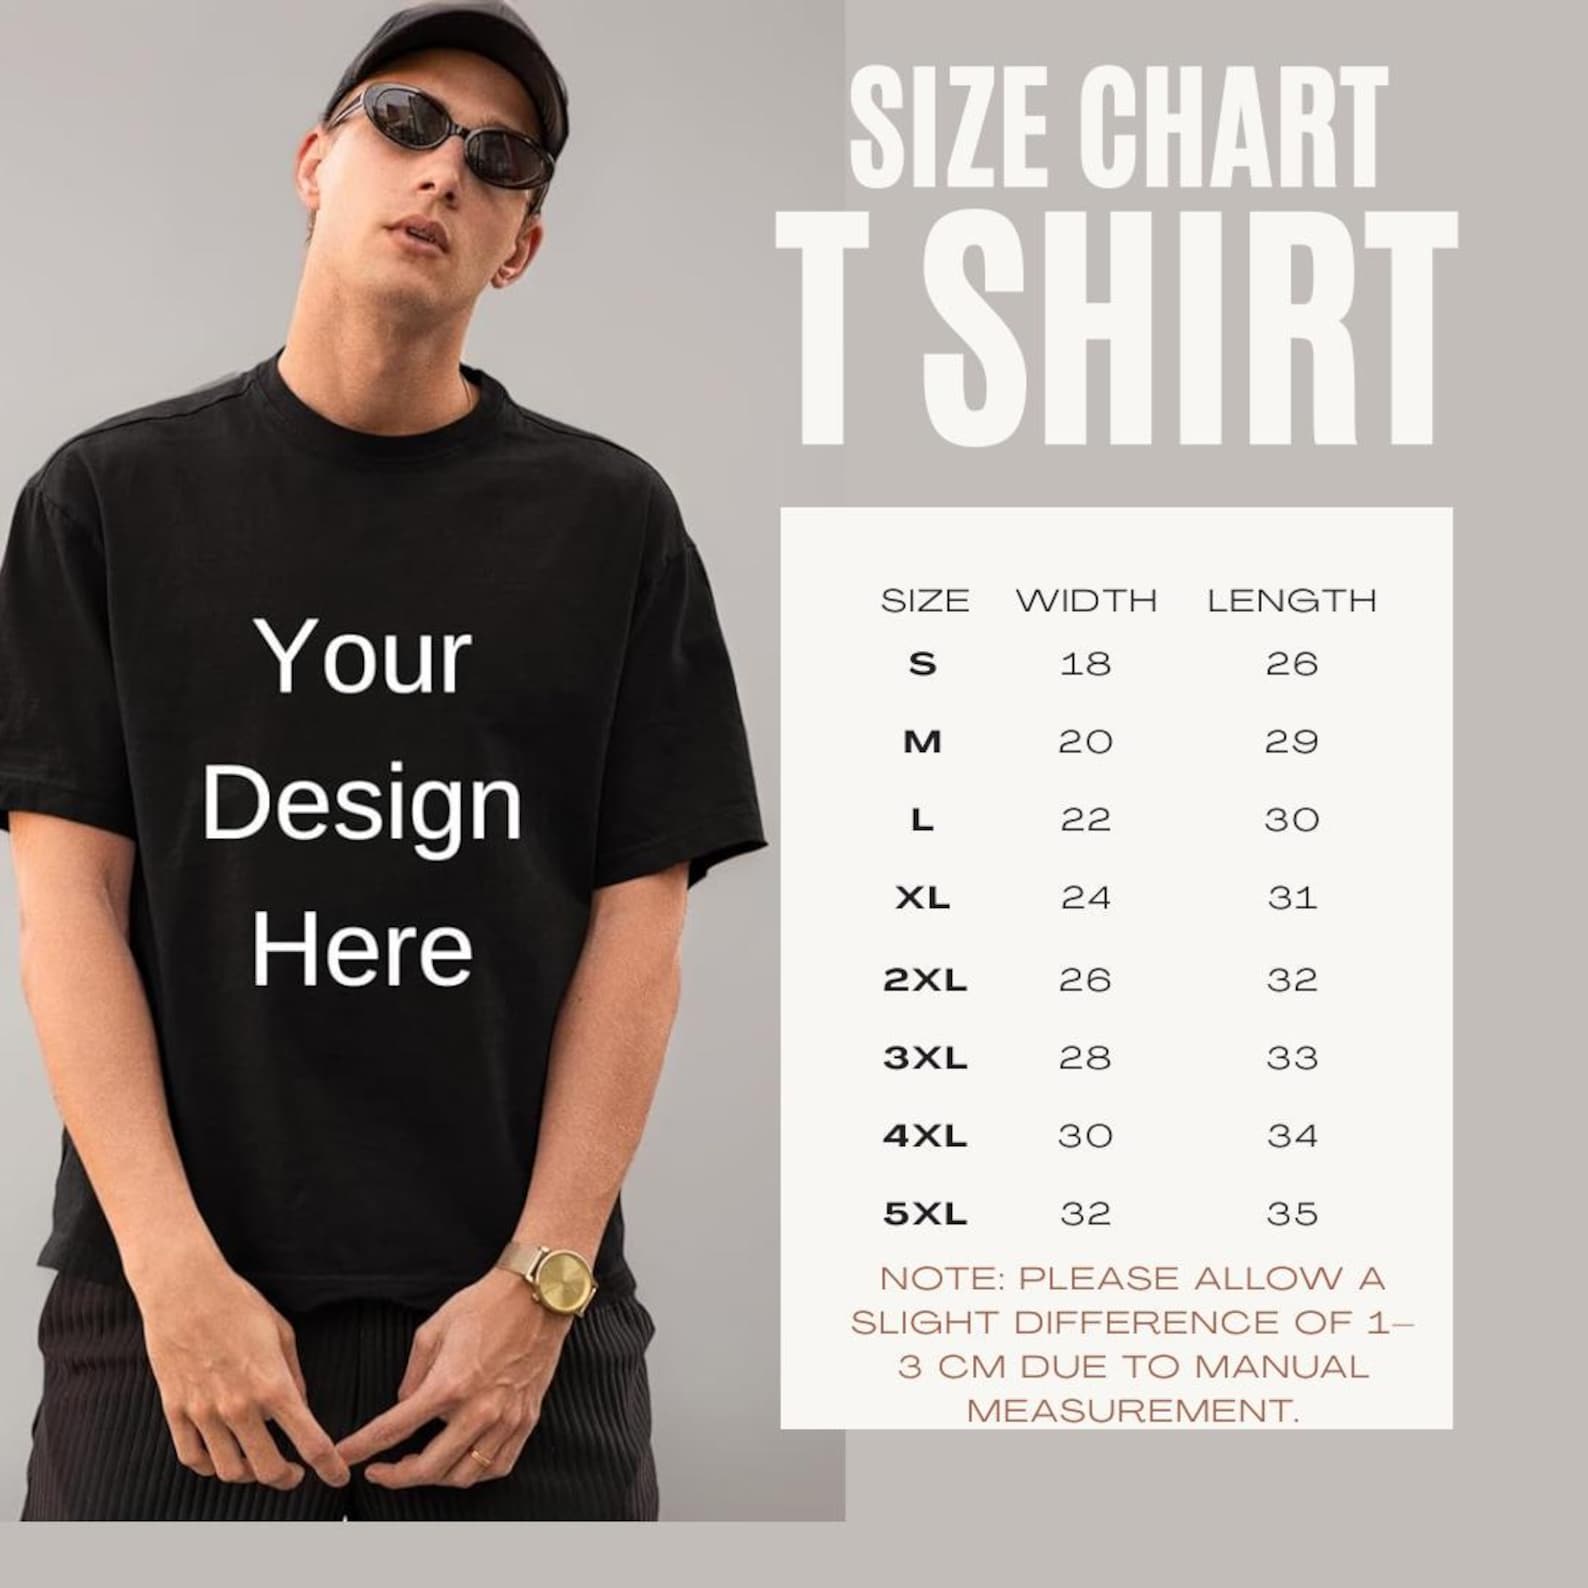 SIZE CHART
T SHIRT
Your
Design
Here
SIZE WIDTH LENGTH
S 18 26
M 20 29
L 22 30
XL 24 31
2XL 26 32
3XL 28 33
4XL 30 34
5XL 32 35
NOTE: PLEASE ALLOW A
SLIGHT DIFFERENCE OF 1–
3 CM DUE TO MANUAL
MEASUREMENT.